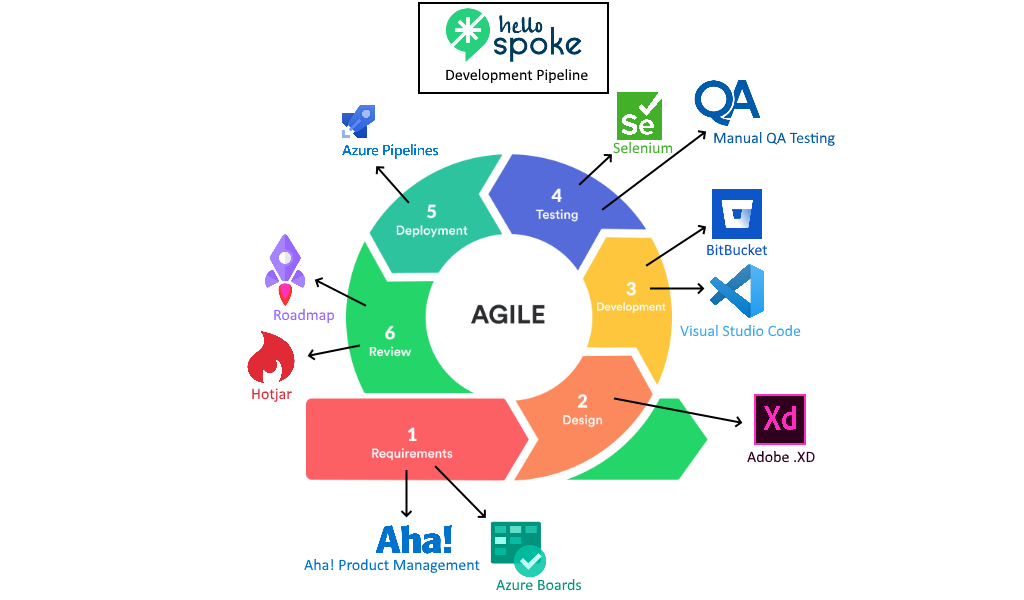 hello
spoke
Development Pipeline
Azure Pipelines
Se
Selenium
QA
Manual QA Testing
5
Deployment
4
Testing
BitBucket
3
Development
Visual Studio Code
Roadmap
6
Review
Hotjar
AGILE
2
Design
Xd
Adobe .XD
1
Requirements
Aha!
Aha! Product Management
Azure Boards